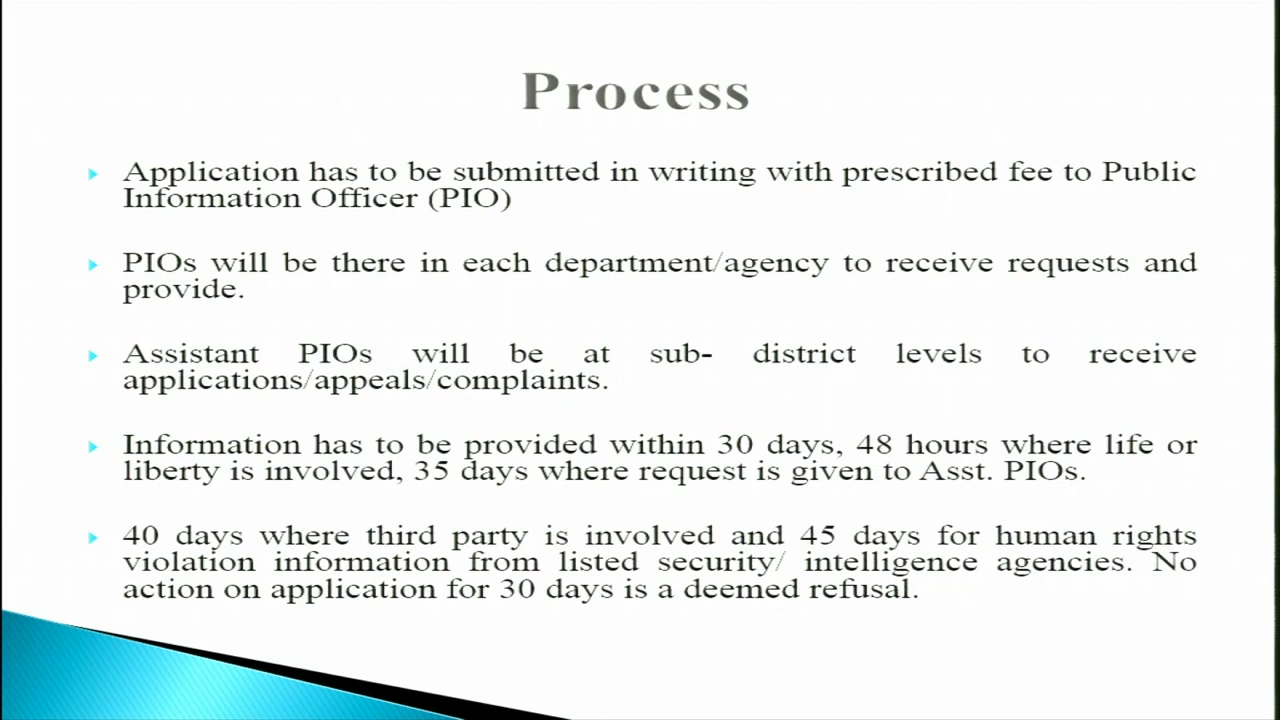 Process
Application has to be submitted in writing with prescribed fee to Public
Information Officer (PIO)
PIOs will be there in each department/agency to receive requests and
provide.
Assistant PIOs will be at sub- district levels to receive
applications/appeals/complaints.
Information has to be provided within 30 days, 48 hours where life or
liberty is involved, 35 days where request is given to Asst. PIOs.
40 days where third party is involved and 45 days for human rights
violation information from listed security/ intelligence agencies. No
action on application for 30 days is a deemed refusal.